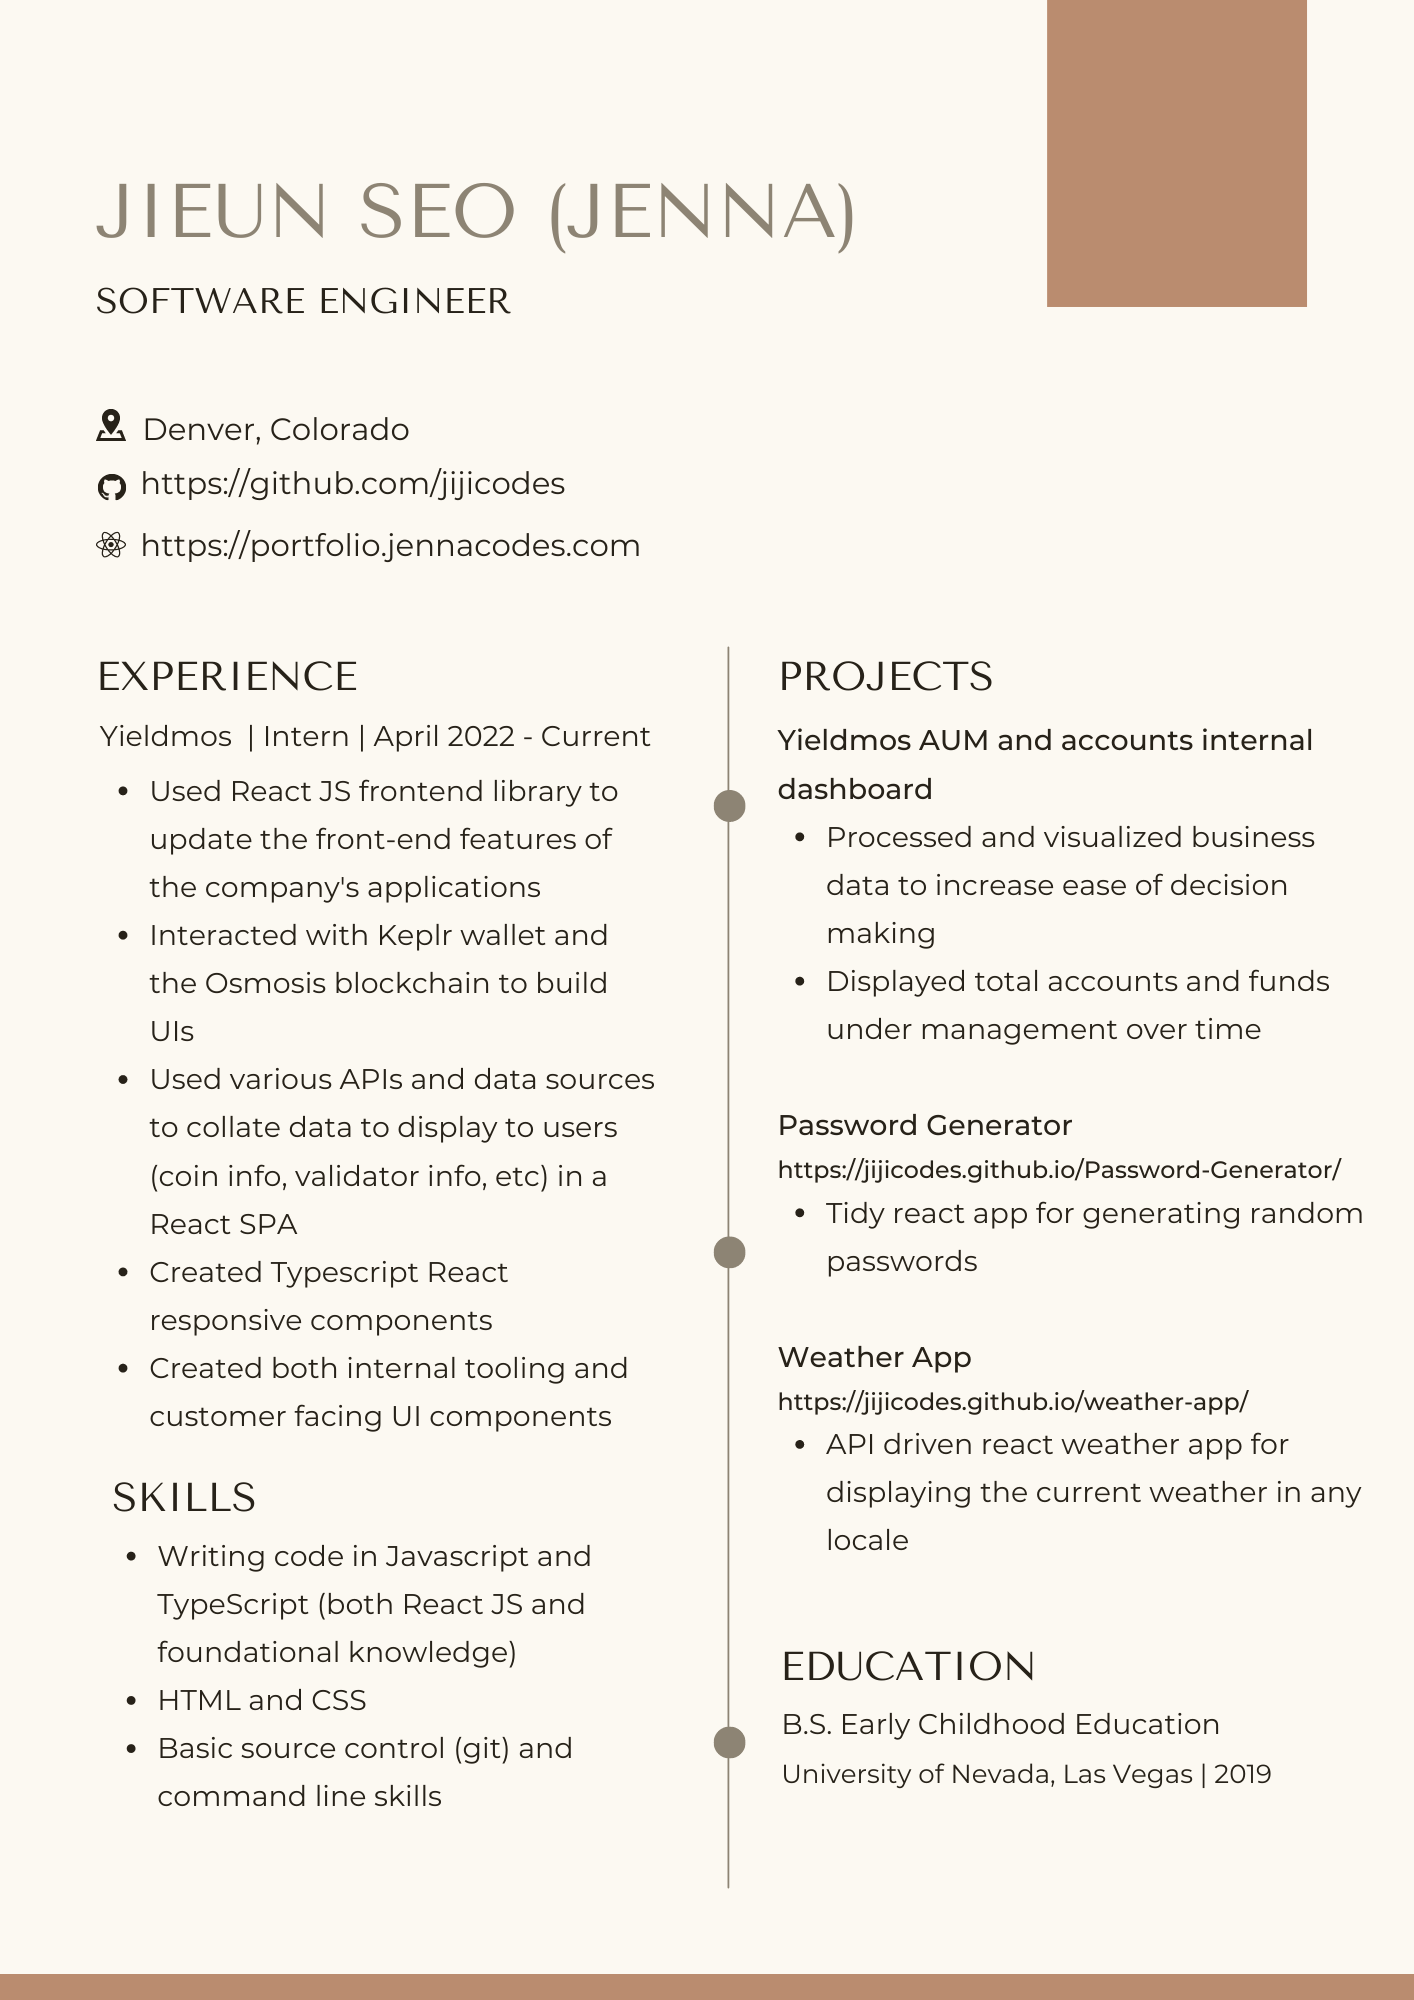 JIEUN SEO (JENNA)
SOFTWARE ENGINEER
Denver, Colorado
https://github.com/jijicodes
https://portfolio.jennacodes.com
EXPERIENCE
Yieldmos | Intern | April 2022 - Current
• Used React JS frontend library to
update the front-end features of
the company's applications
• Interacted with Keplr wallet and
the Osmosis blockchain to build
UIs
• Used various APIs and data sources
to collate data to display to users
(coin info, validator info, etc) in a
React SPA
• Created Typescript React
responsive components
• Created both internal tooling and
customer facing UI components
SKILLS
• Writing code in Javascript and
TypeScript (both React JS and
foundational knowledge)
• HTML and CSS
• Basic source control (git) and
command line skills
PROJECTS
Yieldmos AUM and accounts internal
dashboard
• Processed and visualized business
data to increase ease of decision
making
• Displayed total accounts and funds
under management over time
Password Generator
https://jijicodes.github.io/Password-Generator/
• Tidy react app for generating random
passwords
Weather App
https://jijicodes.github.io/weather-app/
• API driven react weather app for
displaying the current weather in any
locale
EDUCATION
B.S. Early Childhood Education
University of Nevada, Las Vegas | 2019